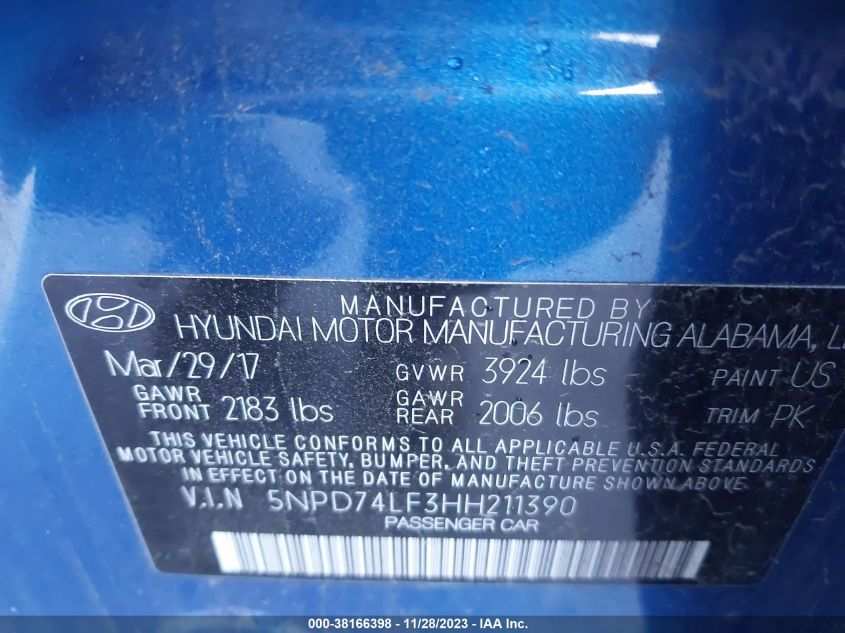 MANUFACTURED BY
HYUNDAI MOTOR MANUFACTURING ALABAMA,
Mar/29/17 GVWR 3924 lbs PAINT US
GAWR FRONT 2183 lbs GAWR REAR 2006 lbs TRIM PK
THIS VEHICLE CONFORMS TO ALL APPLICABLE U.S.A. FEDERAL
MOTOR VEHICLE SAFETY, BUMPER, AND THEFT PREVENTION STANDARDS
IN EFFECT ON THE DATE OF MANUFACTURE SHOWN ABOVE.
V.I.N 5NPD74LF3HH211390
PASSENGER CAR
000-38166398 - 11/28/2023 - IAA Inc.